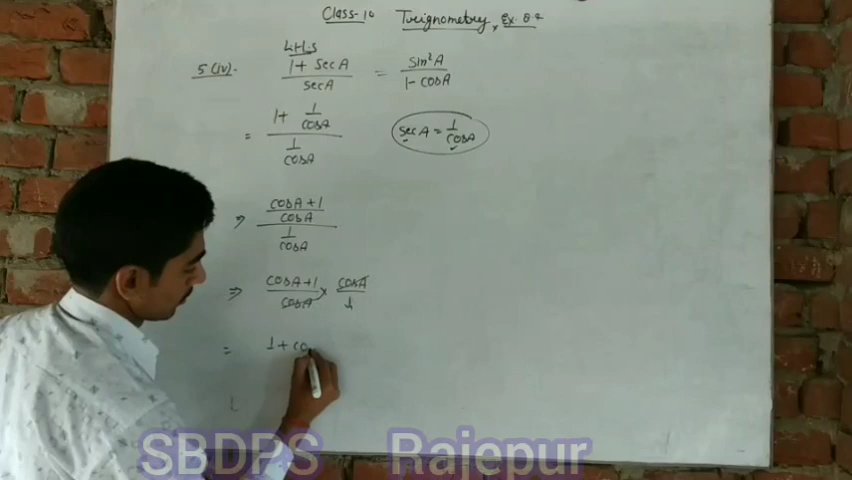 Class-10 Trignometry, Ex. 8.4
L.H.S
5(iv). 1 + SecA / secA = Sin²A / 1 - cosA
= 1 + 1/cosA / 1/cosA
secA = 1/cosA
⇒ cosA + 1 / cosA / 1/cosA
⇒ cosA+1 / cosA × cosA / 1
= 1 + co
SBDPS Rajepur